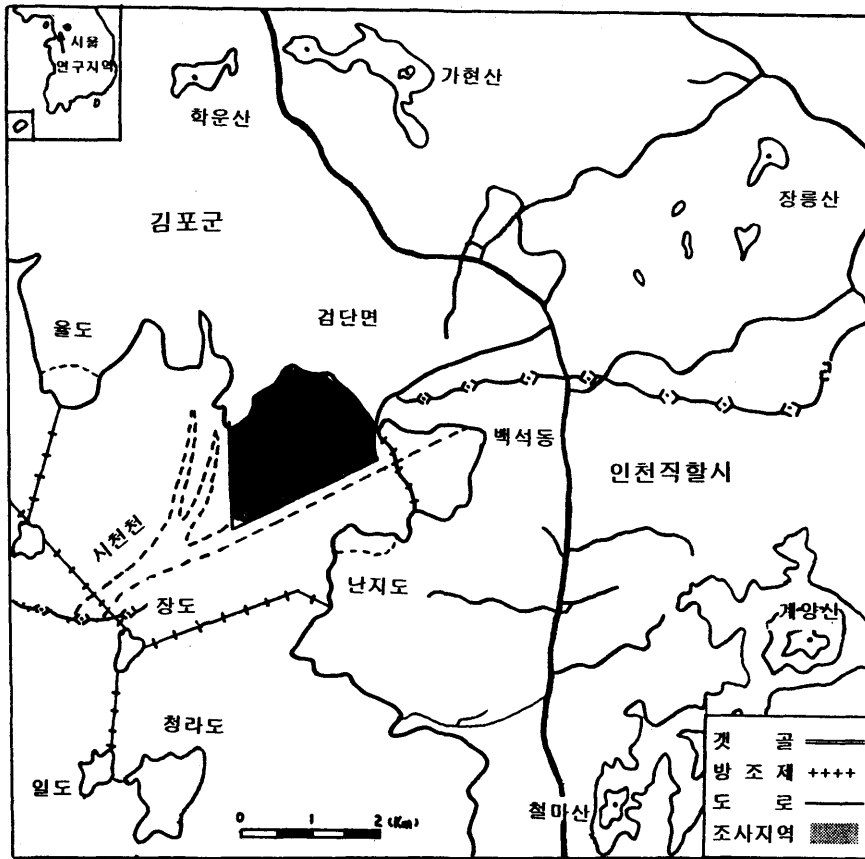 서울
연구지역
학운산
가현산
장릉산
김포군
율도
검단면
백석동
인천직할시
시천천
장도
난지도
계양산
청라도
일도
철마산
0 1 2 (Km)
갯 골
방 조 제
도 로
조사지역